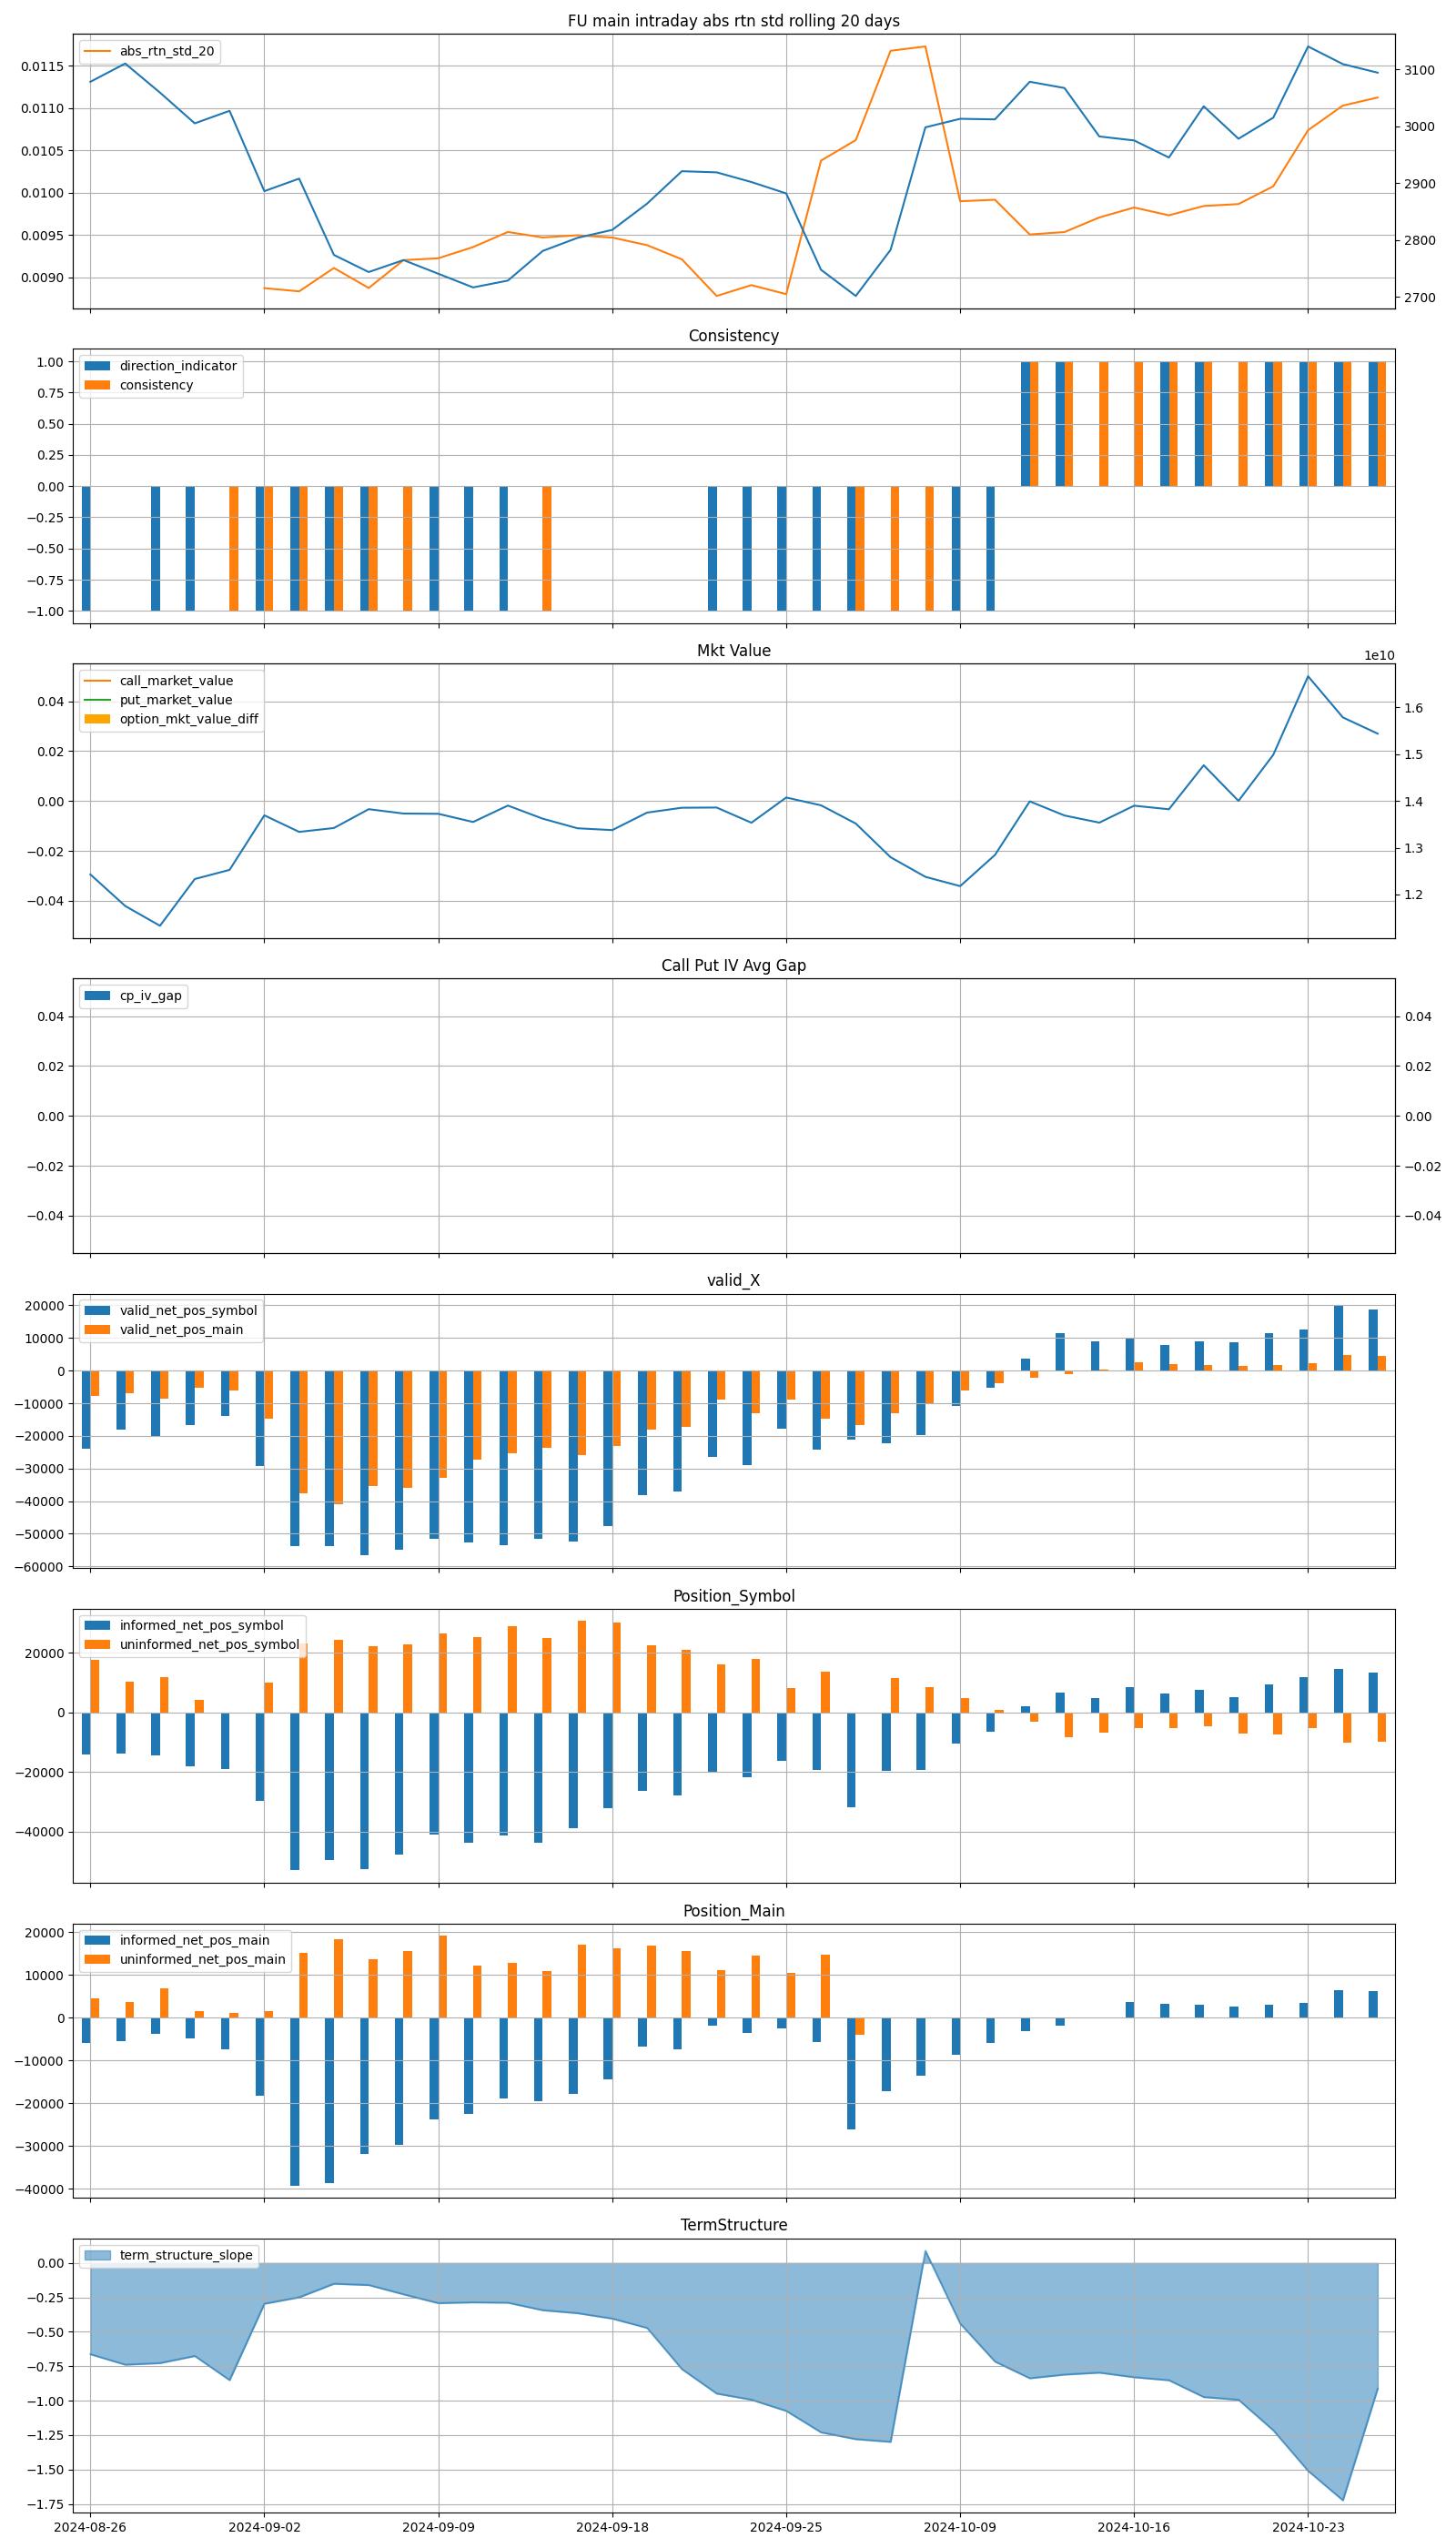 FU main intraday abs rtn std rolling 20 days
abs_rtn_std_20
0.0115
0.0110
0.0105
0.0100
0.0095
0.0090
3100
3000
2900
2800
2700
Consistency
direction_indicator
consistency
1.00
0.75
0.50
0.25
0.00
−0.25
−0.50
−0.75
−1.00
Mkt Value
1e10
call_market_value
put_market_value
option_mkt_value_diff
0.04
0.02
0.00
−0.02
−0.04
1.6
1.5
1.4
1.3
1.2
Call Put IV Avg Gap
cp_iv_gap
0.04
0.02
0.00
−0.02
−0.04
0.04
0.02
0.00
−0.02
−0.04
valid_X
valid_net_pos_symbol
valid_net_pos_main
20000
10000
0
−10000
−20000
−30000
−40000
−50000
−60000
Position_Symbol
informed_net_pos_symbol
uninformed_net_pos_symbol
20000
0
−20000
−40000
Position_Main
informed_net_pos_main
uninformed_net_pos_main
20000
10000
0
−10000
−20000
−30000
−40000
TermStructure
term_structure_slope
0.00
−0.25
−0.50
−0.75
−1.00
−1.25
−1.50
−1.75
2024-08-26 2024-09-02 2024-09-09 2024-09-18 2024-09-25 2024-10-09 2024-10-16 2024-10-23